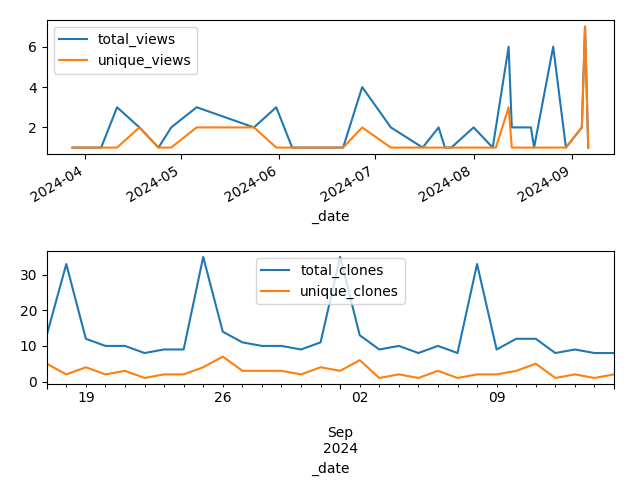 total_views
unique_views
6
4
2
2024-04
2024-05
2024-06
2024-07
2024-08
2024-09
_date
total_clones
unique_clones
30
20
10
0
19
26
02
09
Sep
2024
_date